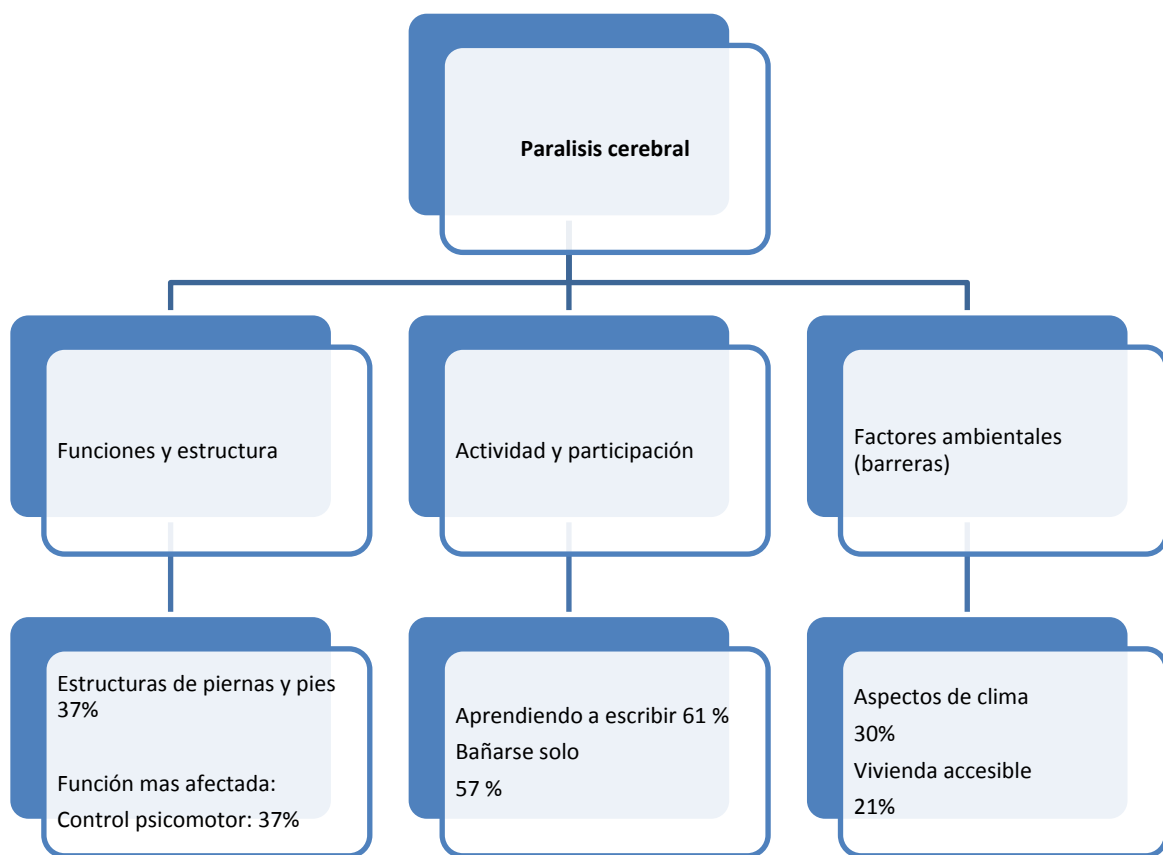 Paralisis cerebral
Funciones y estructura
Actividad y participación
Factores ambientales
(barreras)
Estructuras de piernas y pies
37%
Función mas afectada:
Control psicomotor: 37%
Aprendiendo a escribir 61 %
Bañarse solo
57 %
Aspectos de clima
30%
Vivienda accesible
21%